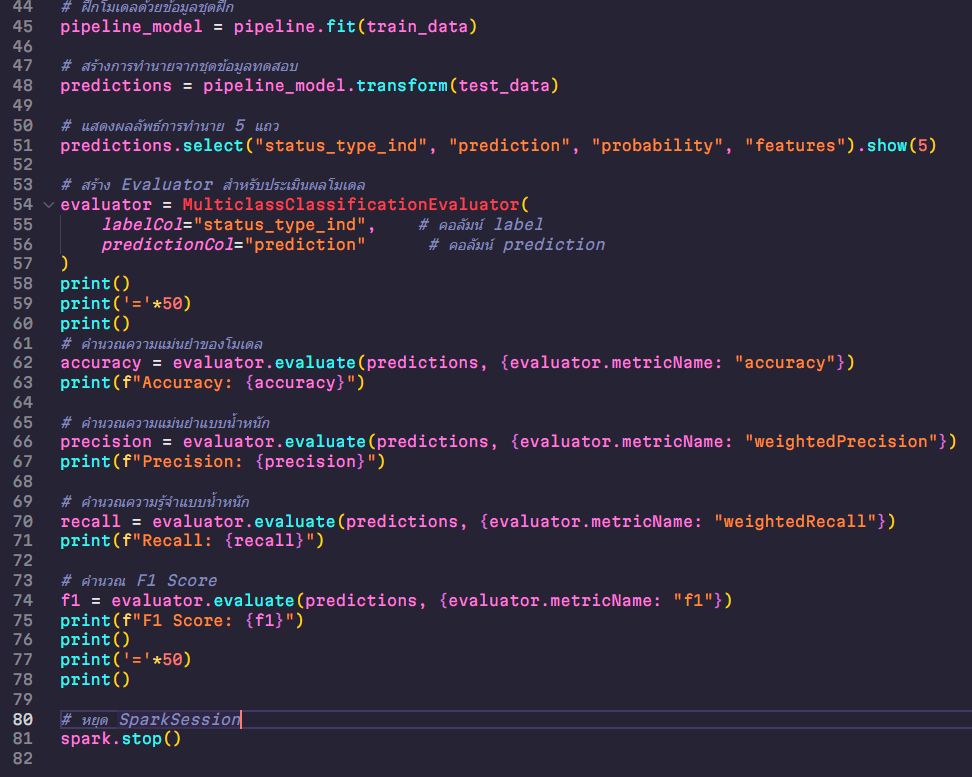 44 # ฝึกโมเดลด้วยข้อมูลชุดฝึก
45 pipeline_model = pipeline.fit(train_data)
46
47 # สร้างการทำนายจากชุดข้อมูลทดสอบ
48 predictions = pipeline_model.transform(test_data)
49
50 # แสดงผลลัพธ์การทำนาย 5 แถว
51 predictions.select("status_type_ind", "prediction", "probability", "features").show(5)
52
53 # สร้าง Evaluator สำหรับประเมินผลโมเดล
54 evaluator = MulticlassClassificationEvaluator(
55     labelCol="status_type_ind",    # คอลัมน์ label
56     predictionCol="prediction"      # คอลัมน์ prediction
57 )
58 print()
59 print('='*50)
60 print()
61 # คำนวณความแม่นยำของโมเดล
62 accuracy = evaluator.evaluate(predictions, {evaluator.metricName: "accuracy"})
63 print(f"Accuracy: {accuracy}")
64
65 # คำนวณความแม่นยำแบบน้ำหนัก
66 precision = evaluator.evaluate(predictions, {evaluator.metricName: "weightedPrecision"})
67 print(f"Precision: {precision}")
68
69 # คำนวณความรู้จำแบบน้ำหนัก
70 recall = evaluator.evaluate(predictions, {evaluator.metricName: "weightedRecall"})
71 print(f"Recall: {recall}")
72
73 # คำนวณ F1 Score
74 f1 = evaluator.evaluate(predictions, {evaluator.metricName: "f1"})
75 print(f"F1 Score: {f1}")
76 print()
77 print('='*50)
78 print()
79
80 # หยุด SparkSession
81 spark.stop()
82